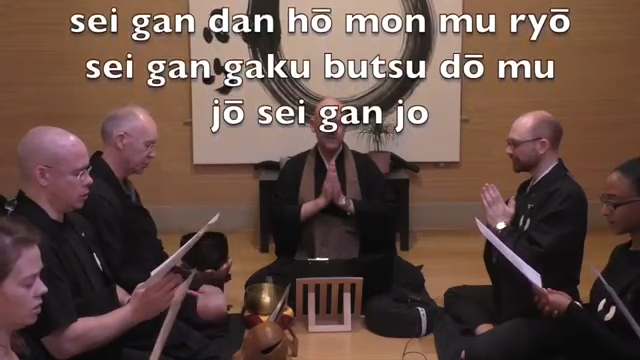 sei gan dan hō mon mu ryō
sei gan gaku butsu dō mu
jō sei gan jo